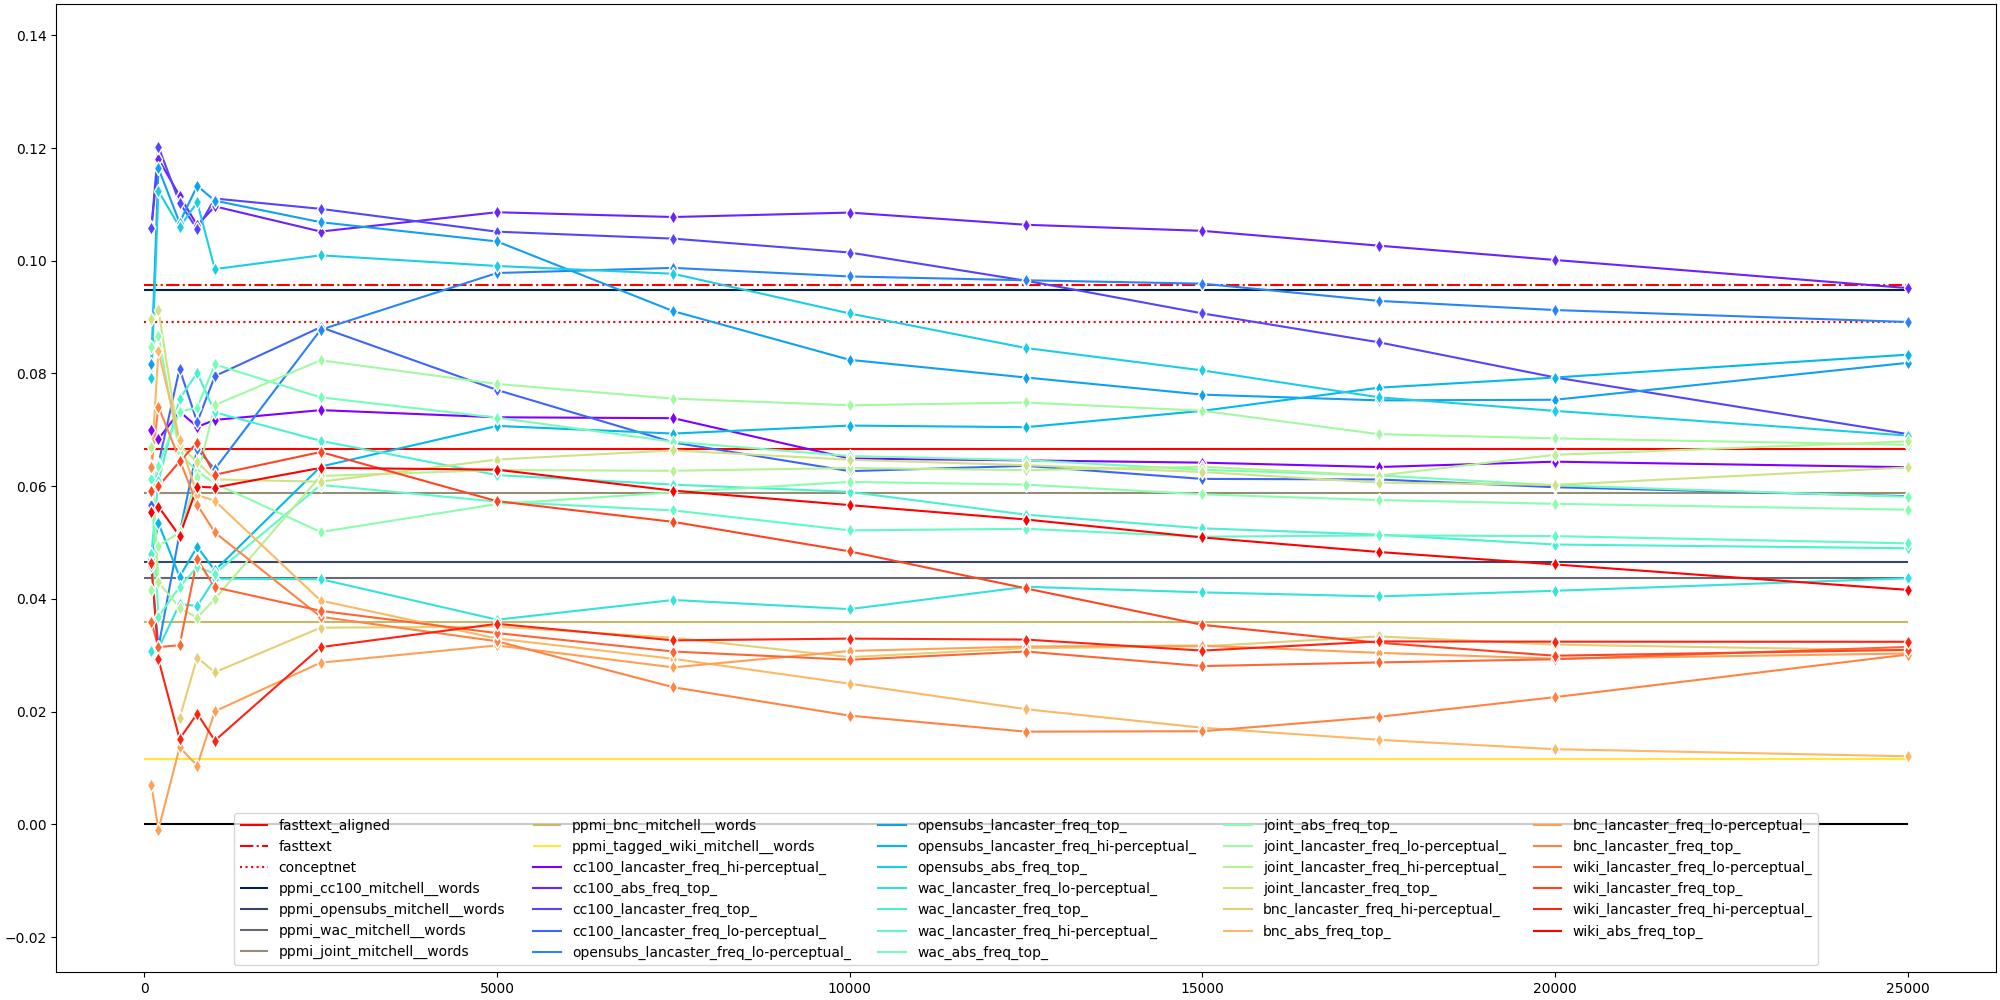 0.14
0.12
0.10
0.08
0.06
0.04
0.02
0.00
−0.02
fasttext_aligned
fasttext
conceptnet
ppmi_cc100_mitchell__words
ppmi_opensubs_mitchell__words
ppmi_wac_mitchell__words
ppmi_joint_mitchell__words
ppmi_bnc_mitchell__words
ppmi_tagged_wiki_mitchell__words
cc100_lancaster_freq_hi-perceptual_
cc100_abs_freq_top_
cc100_lancaster_freq_top_
cc100_lancaster_freq_lo-perceptual_
opensubs_lancaster_freq_lo-perceptual_
opensubs_lancaster_freq_top_
opensubs_lancaster_freq_hi-perceptual_
opensubs_abs_freq_top_
wac_lancaster_freq_lo-perceptual_
wac_lancaster_freq_top_
wac_lancaster_freq_hi-perceptual_
wac_abs_freq_top_
joint_abs_freq_top_
joint_lancaster_freq_lo-perceptual_
joint_lancaster_freq_hi-perceptual_
joint_lancaster_freq_top_
bnc_lancaster_freq_hi-perceptual_
bnc_abs_freq_top_
bnc_lancaster_freq_lo-perceptual_
bnc_lancaster_freq_top_
wiki_lancaster_freq_lo-perceptual_
wiki_lancaster_freq_top_
wiki_lancaster_freq_hi-perceptual_
wiki_abs_freq_top_
0
5000
10000
15000
20000
25000